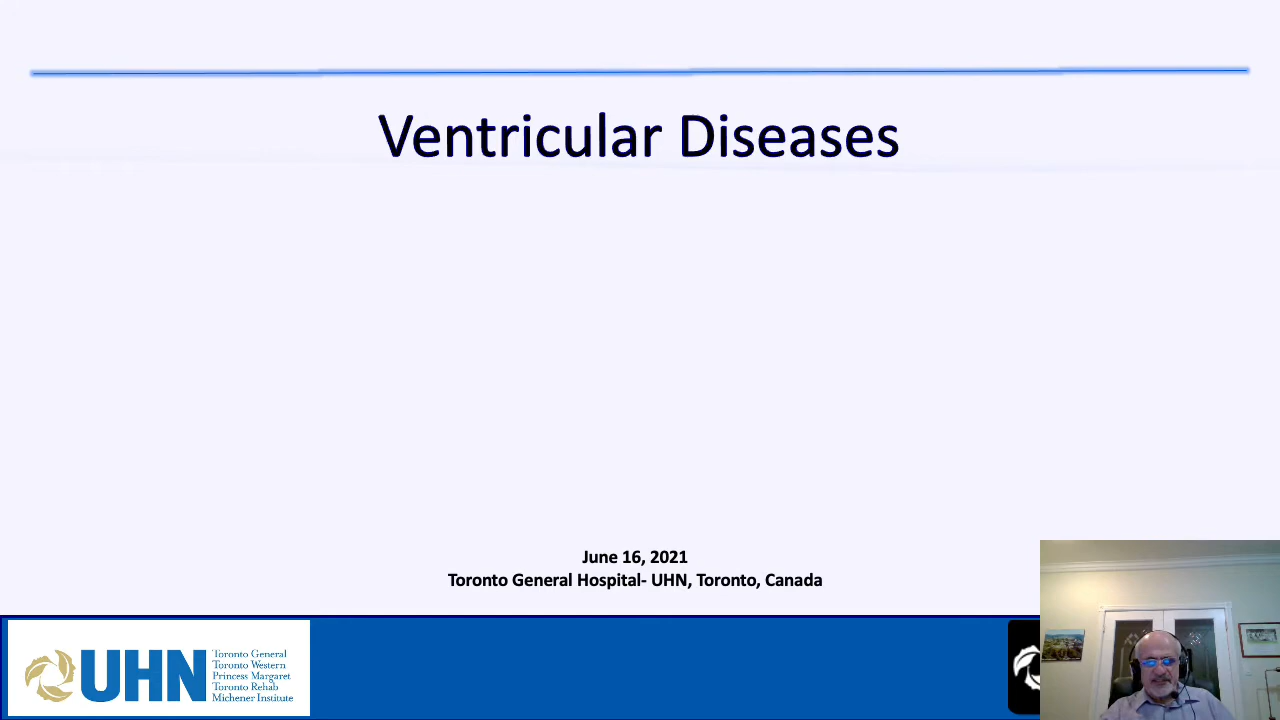 Ventricular Diseases
June 16, 2021
Toronto General Hospital- UHN, Toronto, Canada
UHN
Toronto General
Toronto Western
Princess Margaret
Toronto Rehab
Michener Institute